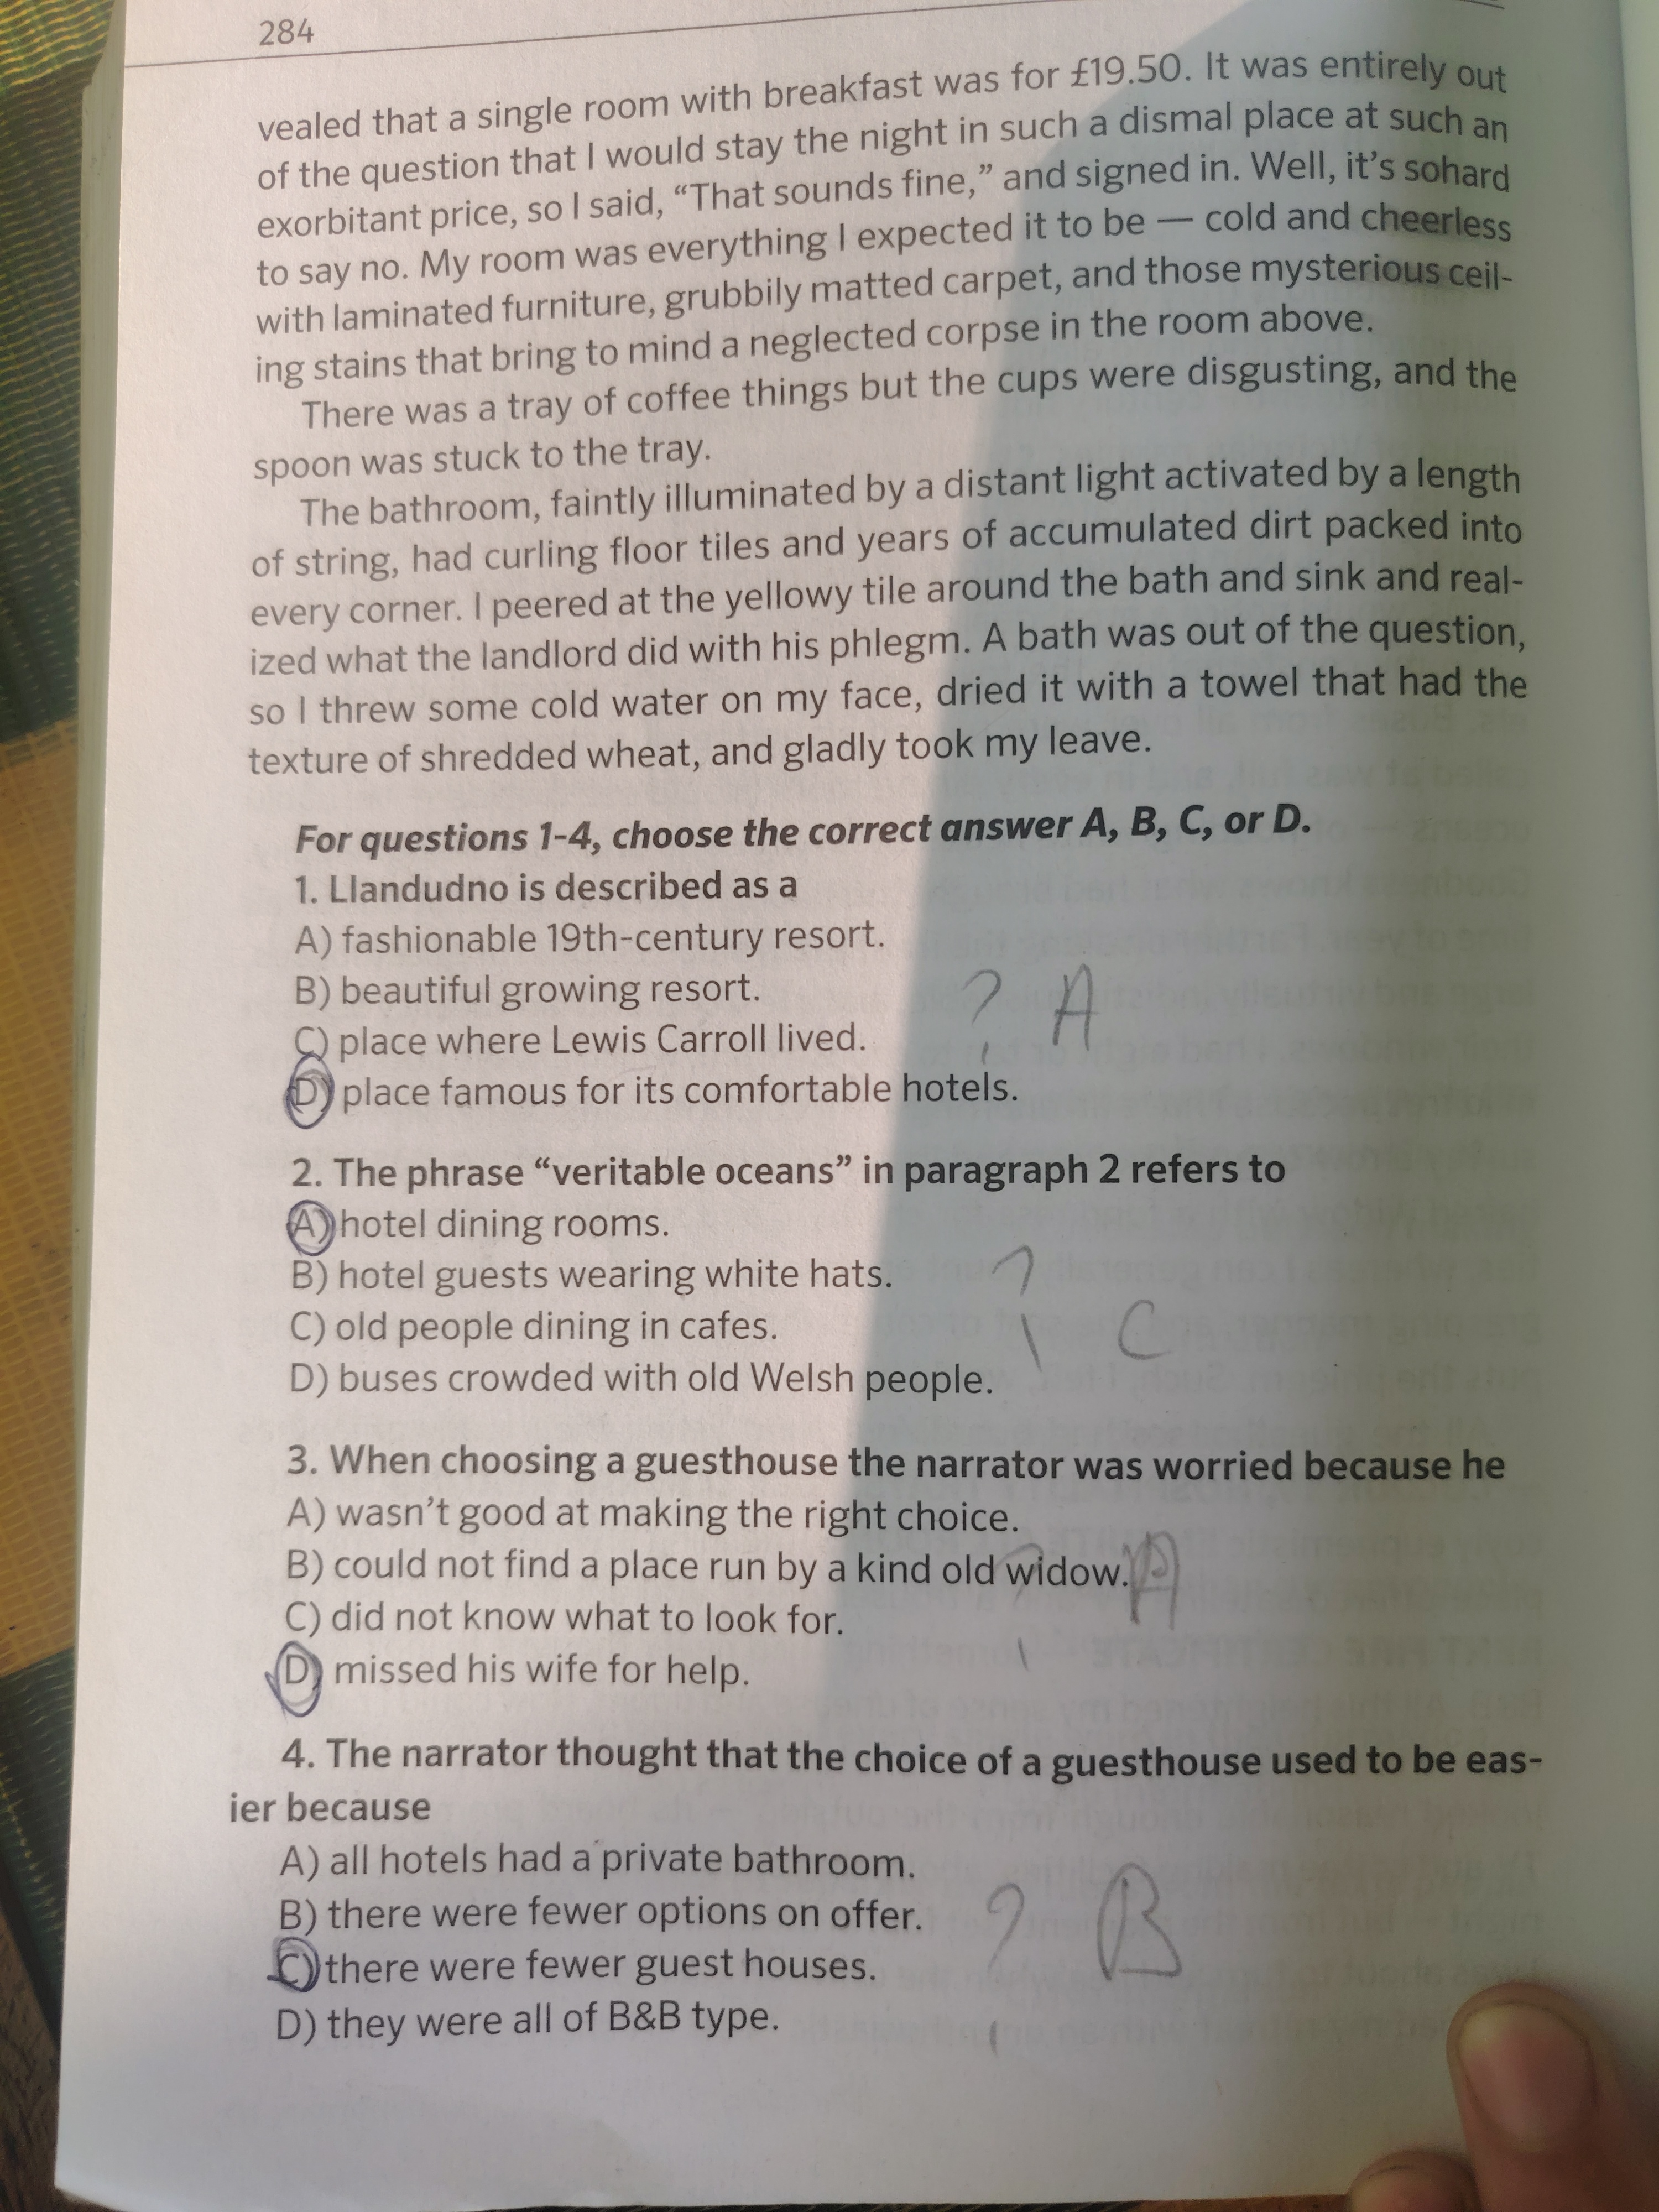 284
vealed that a single room with breakfast was for £19.50. It was entirely out
of the question that I would stay the night in such a dismal place at such an
exorbitant price, so I said, “That sounds fine,” and signed in. Well, it’s sohard
to say no. My room was everything I expected it to be — cold and cheerless
with laminated furniture, grubbily matted carpet, and those mysterious ceil-
ing stains that bring to mind a neglected corpse in the room above.
There was a tray of coffee things but the cups were disgusting, and the
spoon was stuck to the tray.
The bathroom, faintly illuminated by a distant light activated by a length
of string, had curling floor tiles and years of accumulated dirt packed into
every corner. I peered at the yellowy tile around the bath and sink and real-
ized what the landlord did with his phlegm. A bath was out of the question,
so I threw some cold water on my face, dried it with a towel that had the
texture of shredded wheat, and gladly took my leave.
For questions 1-4, choose the correct answer A, B, C, or D.
1. Llandudno is described as a
A) fashionable 19th-century resort.
B) beautiful growing resort.
? A
C) place where Lewis Carroll lived.
D) place famous for its comfortable hotels.
2. The phrase “veritable oceans” in paragraph 2 refers to
A) hotel dining rooms.
B) hotel guests wearing white hats.
? C
C) old people dining in cafes.
D) buses crowded with old Welsh people.
3. When choosing a guesthouse the narrator was worried because he
A) wasn’t good at making the right choice.
B) could not find a place run by a kind old widow.
? A
C) did not know what to look for.
D) missed his wife for help.
4. The narrator thought that the choice of a guesthouse used to be eas-
ier because
A) all hotels had a private bathroom.
B) there were fewer options on offer.
? B
C) there were fewer guest houses.
D) they were all of B&B type.